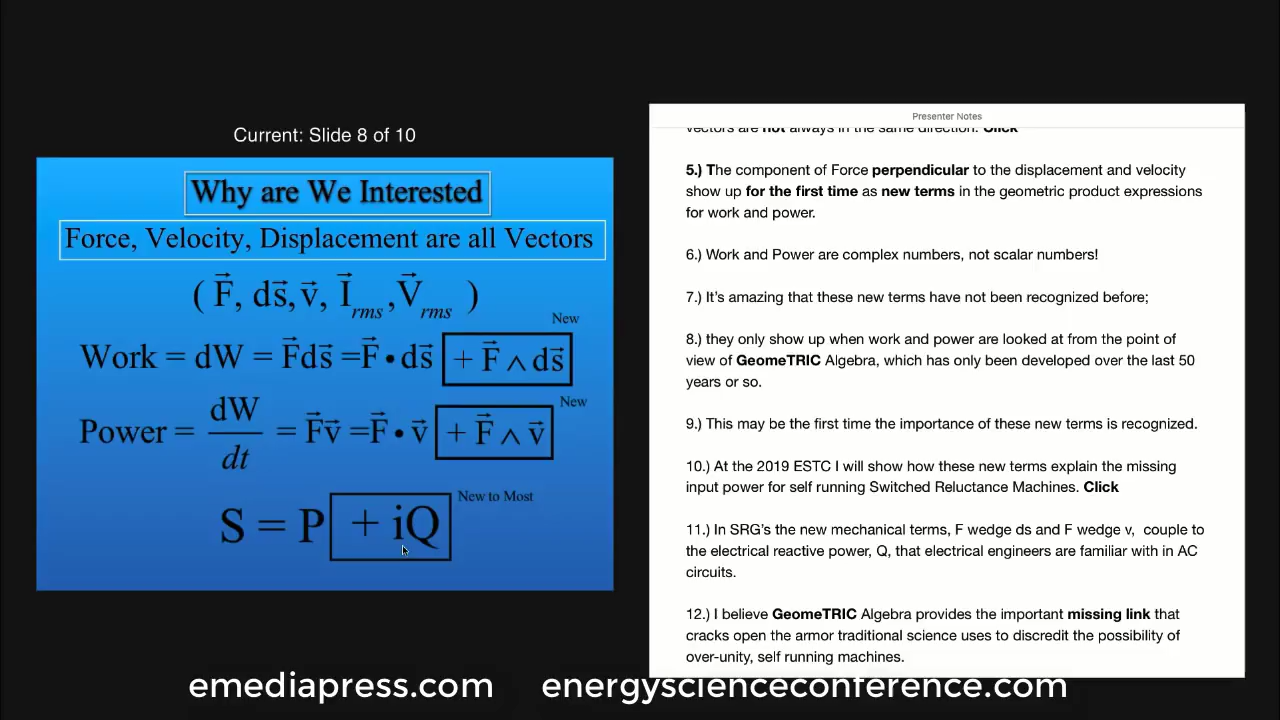 Current: Slide 8 of 10
Why are We Interested
Force, Velocity, Displacement are all Vectors
( F⃗, ds⃗, v⃗, I⃗rms , V⃗rms )
New
Work = dW = F⃗ds⃗ =F⃗ • ds⃗ + F⃗ ∧ ds⃗
New
Power = dW/dt = F⃗v⃗ =F⃗ • v⃗ + F⃗ ∧ v⃗
New to Most
S = P + iQ
Presenter Notes
vectors are not always in the same direction. Click
5.) The component of Force perpendicular to the displacement and velocity
show up for the first time as new terms in the geometric product expressions
for work and power.
6.) Work and Power are complex numbers, not scalar numbers!
7.) It's amazing that these new terms have not been recognized before;
8.) they only show up when work and power are looked at from the point of
view of GeomeTRIC Algebra, which has only been developed over the last 50
years or so.
9.) This may be the first time the importance of these new terms is recognized.
10.) At the 2019 ESTC I will show how these new terms explain the missing
input power for self running Switched Reluctance Machines. Click
11.) In SRG's the new mechanical terms, F wedge ds and F wedge v, couple to
the electrical reactive power, Q, that electrical engineers are familiar with in AC
circuits.
12.) I believe GeomeTRIC Algebra provides the important missing link that
cracks open the armor traditional science uses to discredit the possibility of
over-unity, self running machines.
emediapress.com energyscienceconference.com